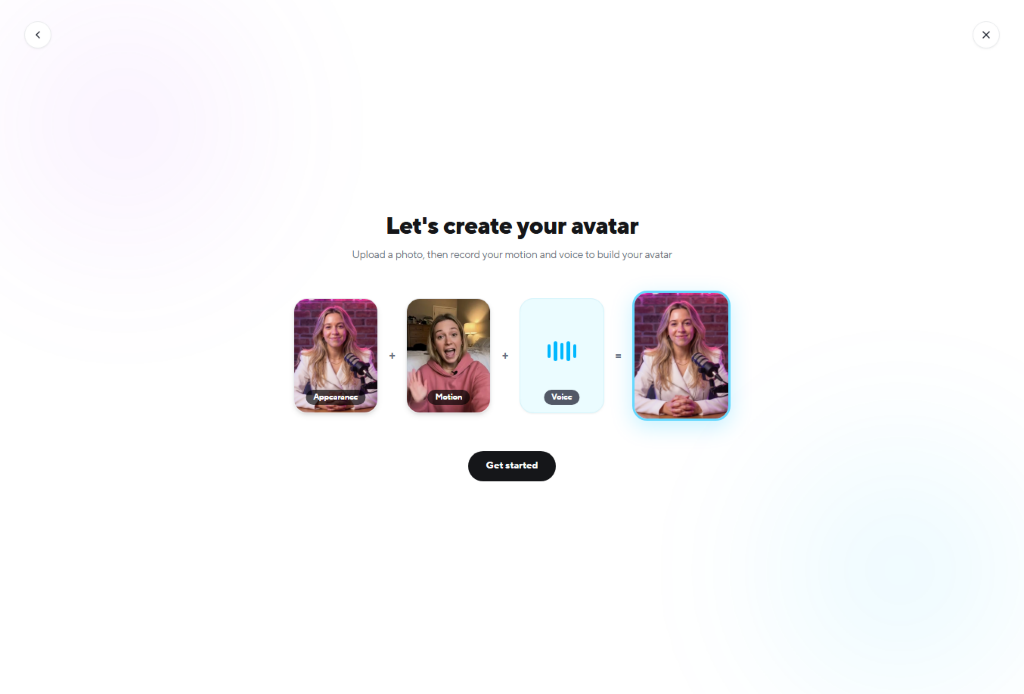 Let's create your avatar
Upload a photo, then record your motion and voice to build your avatar
Appearance
+
Motion
+
Voice
=
Get started